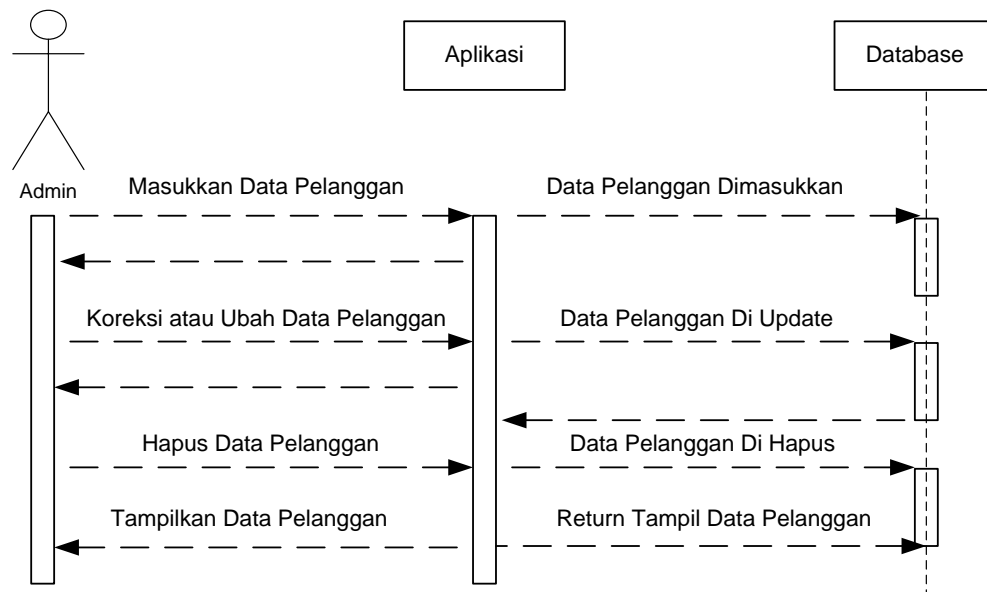 Aplikasi
Database
Admin
Masukkan Data Pelanggan
Data Pelanggan Dimasukkan
Koreksi atau Ubah Data Pelanggan
Data Pelanggan Di Update
Hapus Data Pelanggan
Data Pelanggan Di Hapus
Tampilkan Data Pelanggan
Return Tampil Data Pelanggan